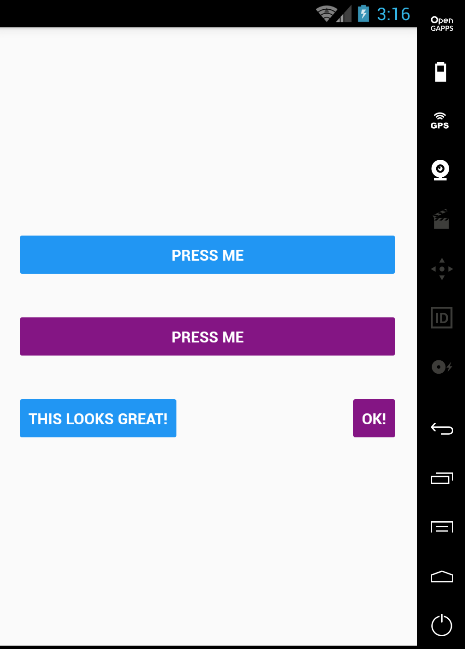 3:16
Open
GAPPS
GPS
PRESS ME
ID
PRESS ME
THIS LOOKS GREAT! OK!